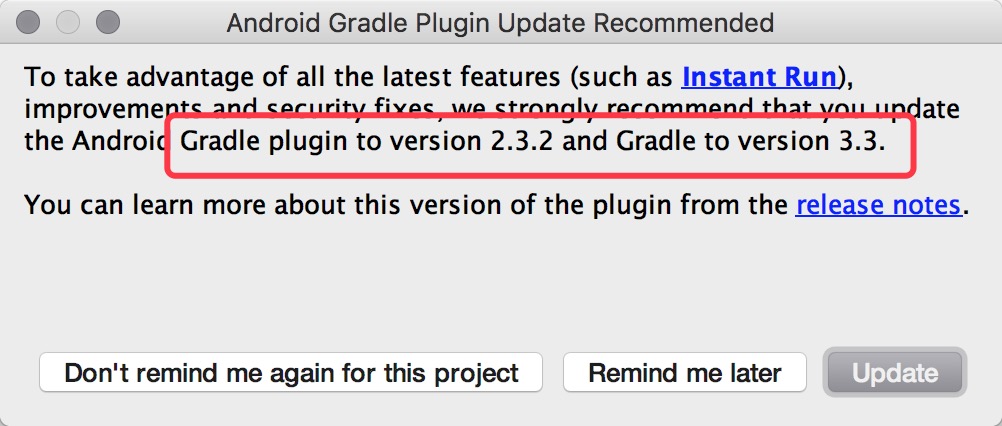 Android Gradle Plugin Update Recommended
To take advantage of all the latest features (such as Instant Run),
improvements and security fixes, we strongly recommend that you update
the Android Gradle plugin to version 2.3.2 and Gradle to version 3.3.
You can learn more about this version of the plugin from the release notes.
Don't remind me again for this project
Remind me later
Update